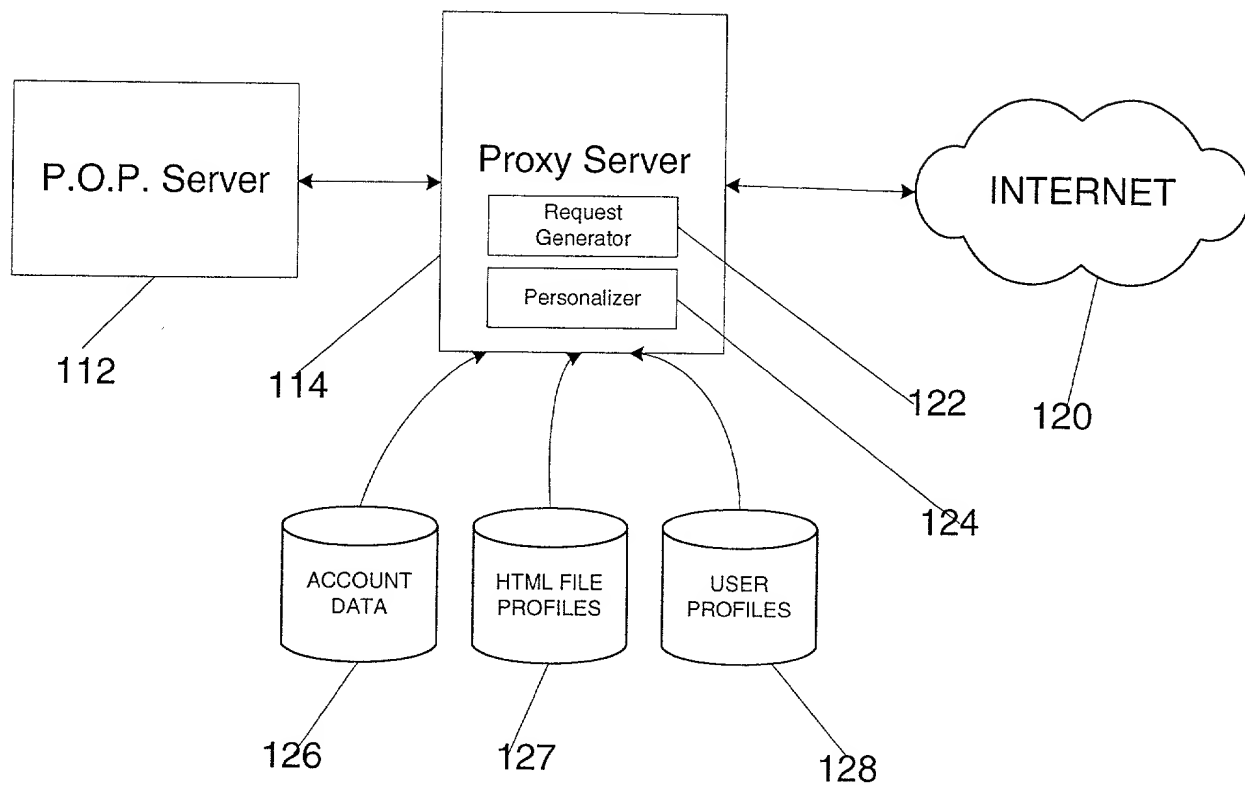 P.O.P. Server
Proxy Server
Request
Generator
Personalizer
INTERNET
112
114
122
120
124
ACCOUNT
DATA
HTML FILE
PROFILES
USER
PROFILES
126
127
128